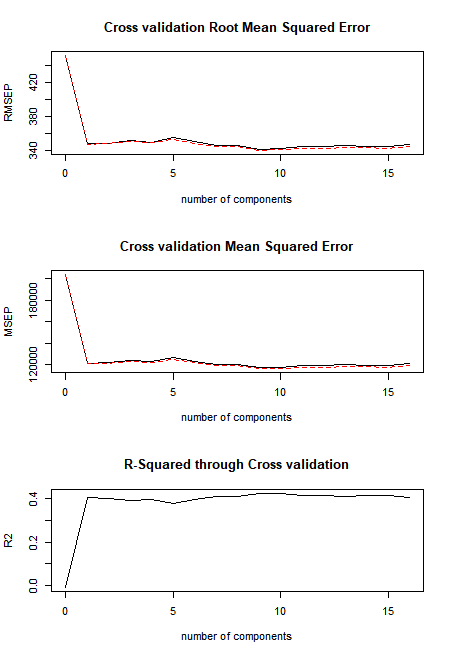 Cross validation Root Mean Squared Error
RMSEP
420
380
340
0 5 10 15
number of components
Cross validation Mean Squared Error
MSEP
180000
120000
0 5 10 15
number of components
R-Squared through Cross validation
R2
0.4
0.2
0.0
0 5 10 15
number of components